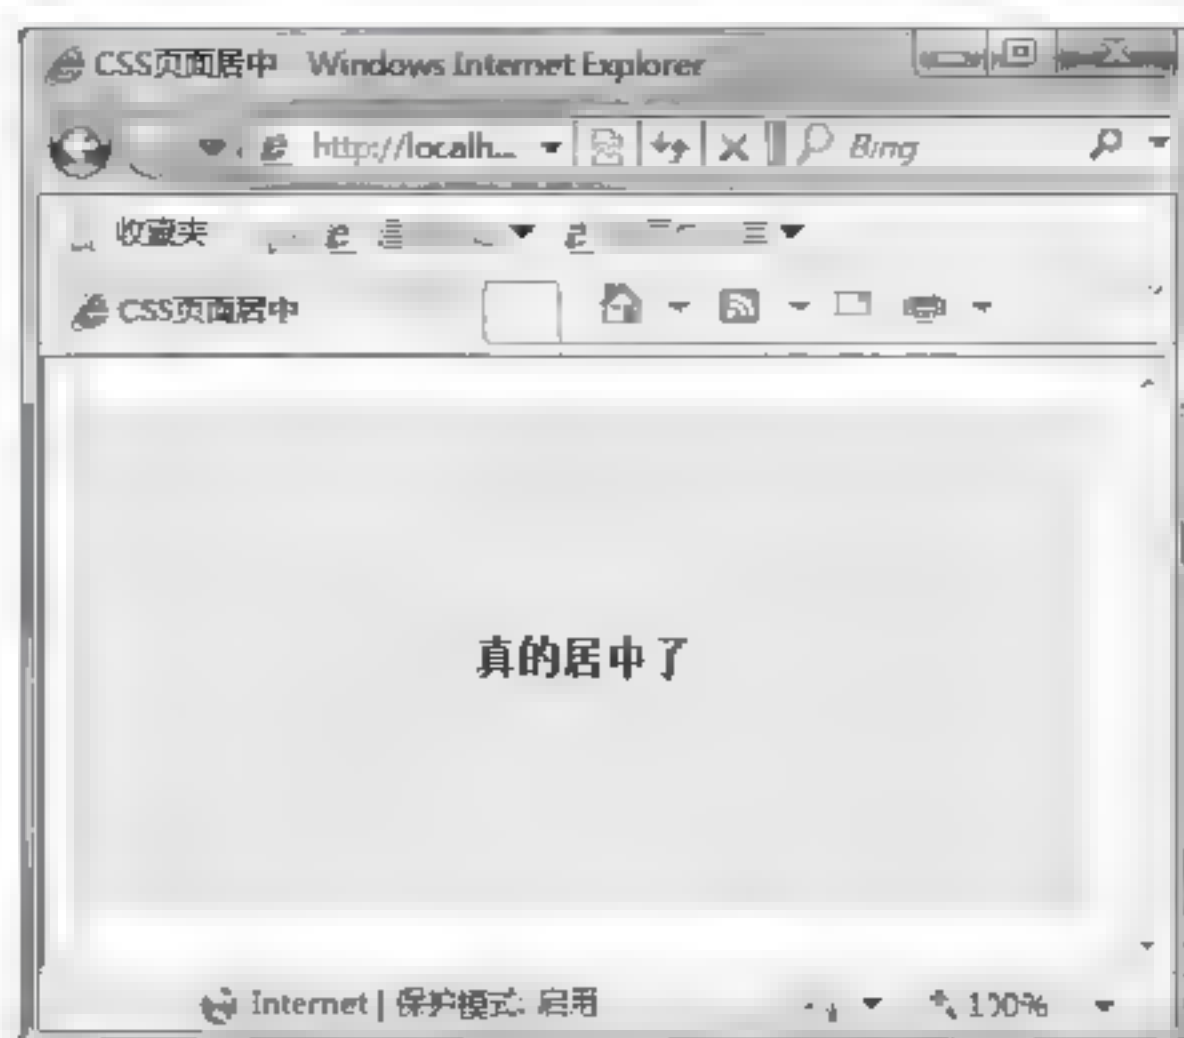 CSS页面居中 Windows Internet Explorer
http://localh... Bing
收藏夹
CSS页面居中
真的居中了
Internet | 保护模式: 启用 100%